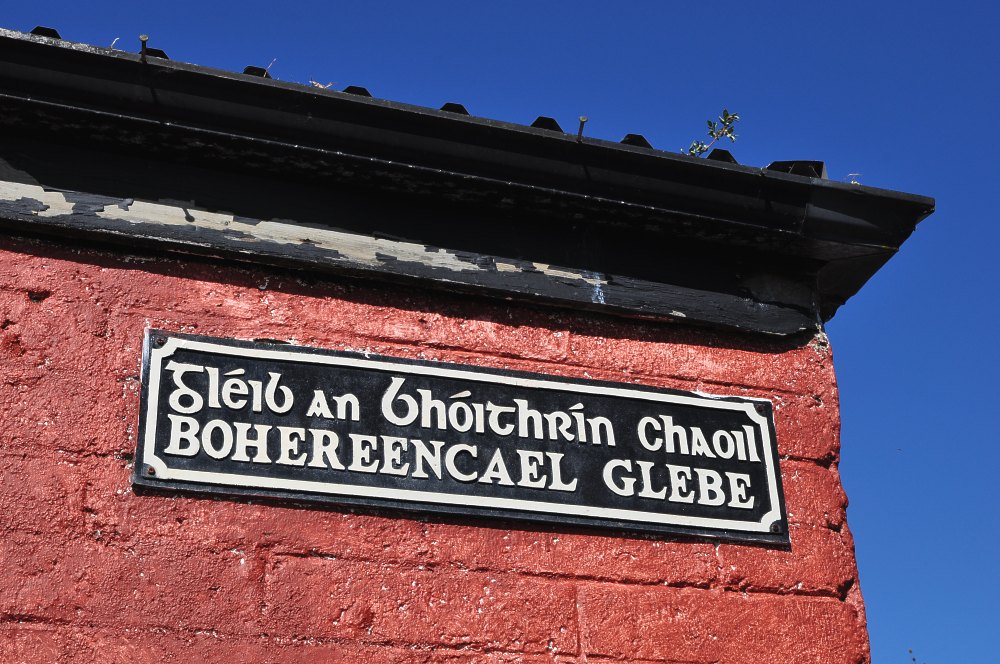 Gléib an Bhóithrín Chaoil
BOHEREENCAEL GLEBE